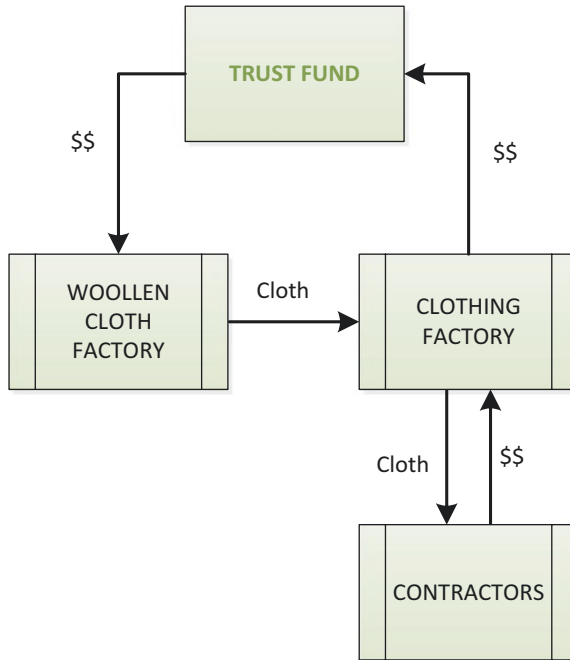 TRUST FUND
$$
$$
WOOLLEN
CLOTH
FACTORY
Cloth
CLOTHING
FACTORY
Cloth
$$
CONTRACTORS